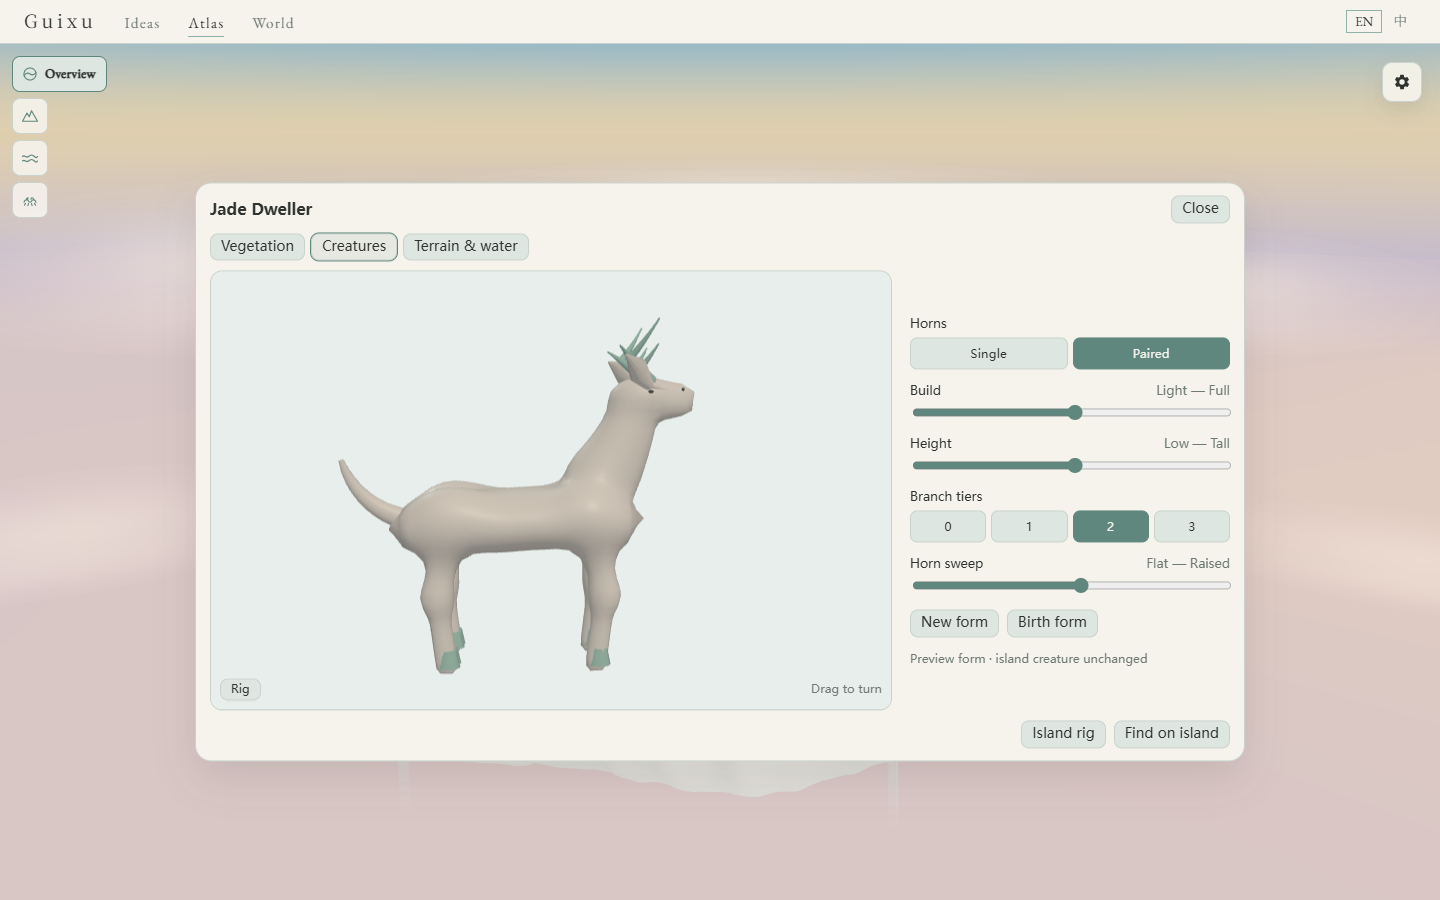 Guixu Ideas Atlas World EN 中
Overview
Jade Dweller Close
Vegetation Creatures Terrain & water
Horns
Single Paired
Build Light — Full
Height Low — Tall
Branch tiers
0 1 2 3
Horn sweep Flat — Raised
New form Birth form
Preview form · island creature unchanged
Rig Drag to turn
Island rig Find on island